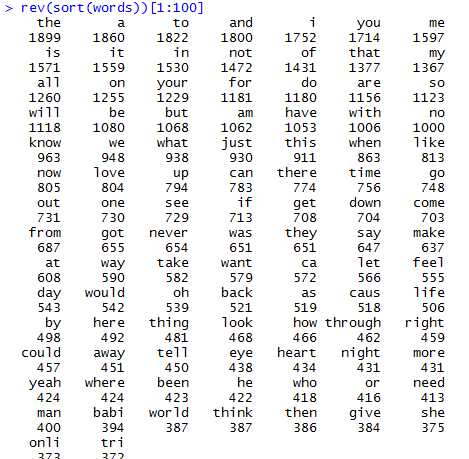 > rev(sort(words))[1:100]
the a to and i you me
1899 1860 1822 1800 1752 1714 1597
is it in not of that my
1571 1559 1530 1472 1431 1377 1367
all on your for do are so
1260 1255 1229 1181 1180 1156 1123
will be but am have with no
1118 1080 1068 1062 1053 1006 1000
know we what just this when like
963 948 938 930 911 863 813
now love up can there time go
805 804 794 783 774 756 748
out one see if get down come
731 730 729 713 708 704 703
from got never was they say make
687 655 654 651 651 647 637
at way take want ca let feel
608 590 582 579 572 566 555
day would oh back as caus life
543 542 539 521 519 518 506
by here thing look how through right
498 492 481 468 466 462 459
could away tell eye heart night more
457 451 450 438 434 431 431
yeah where been he who or need
424 424 423 422 418 416 413
man babi world think then give she
400 394 387 387 386 384 375
onli tri
373 372